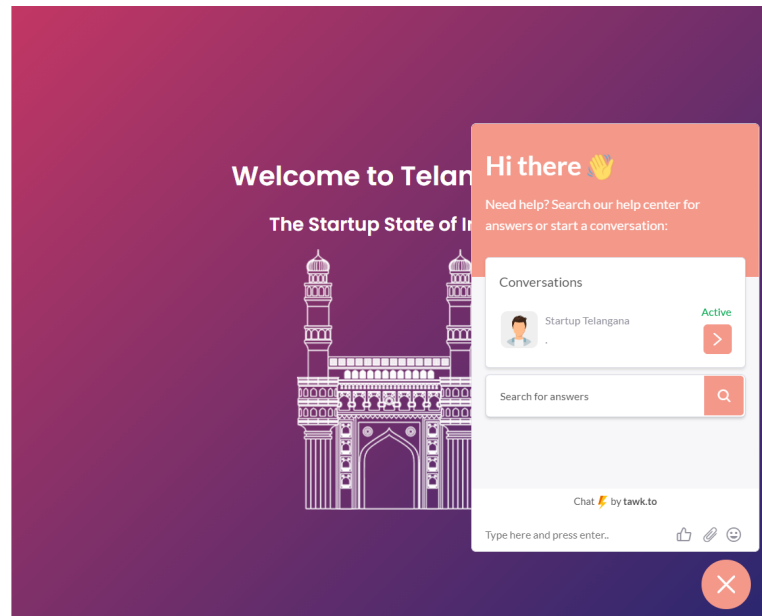 Welcome to Telan
The Startup State of I
Hi there 👋
Need help? Search our help center for
answers or start a conversation:
Conversations
Startup Telangana
Active
.
Search for answers
Chat ⚡ by tawk.to
Type here and press enter..